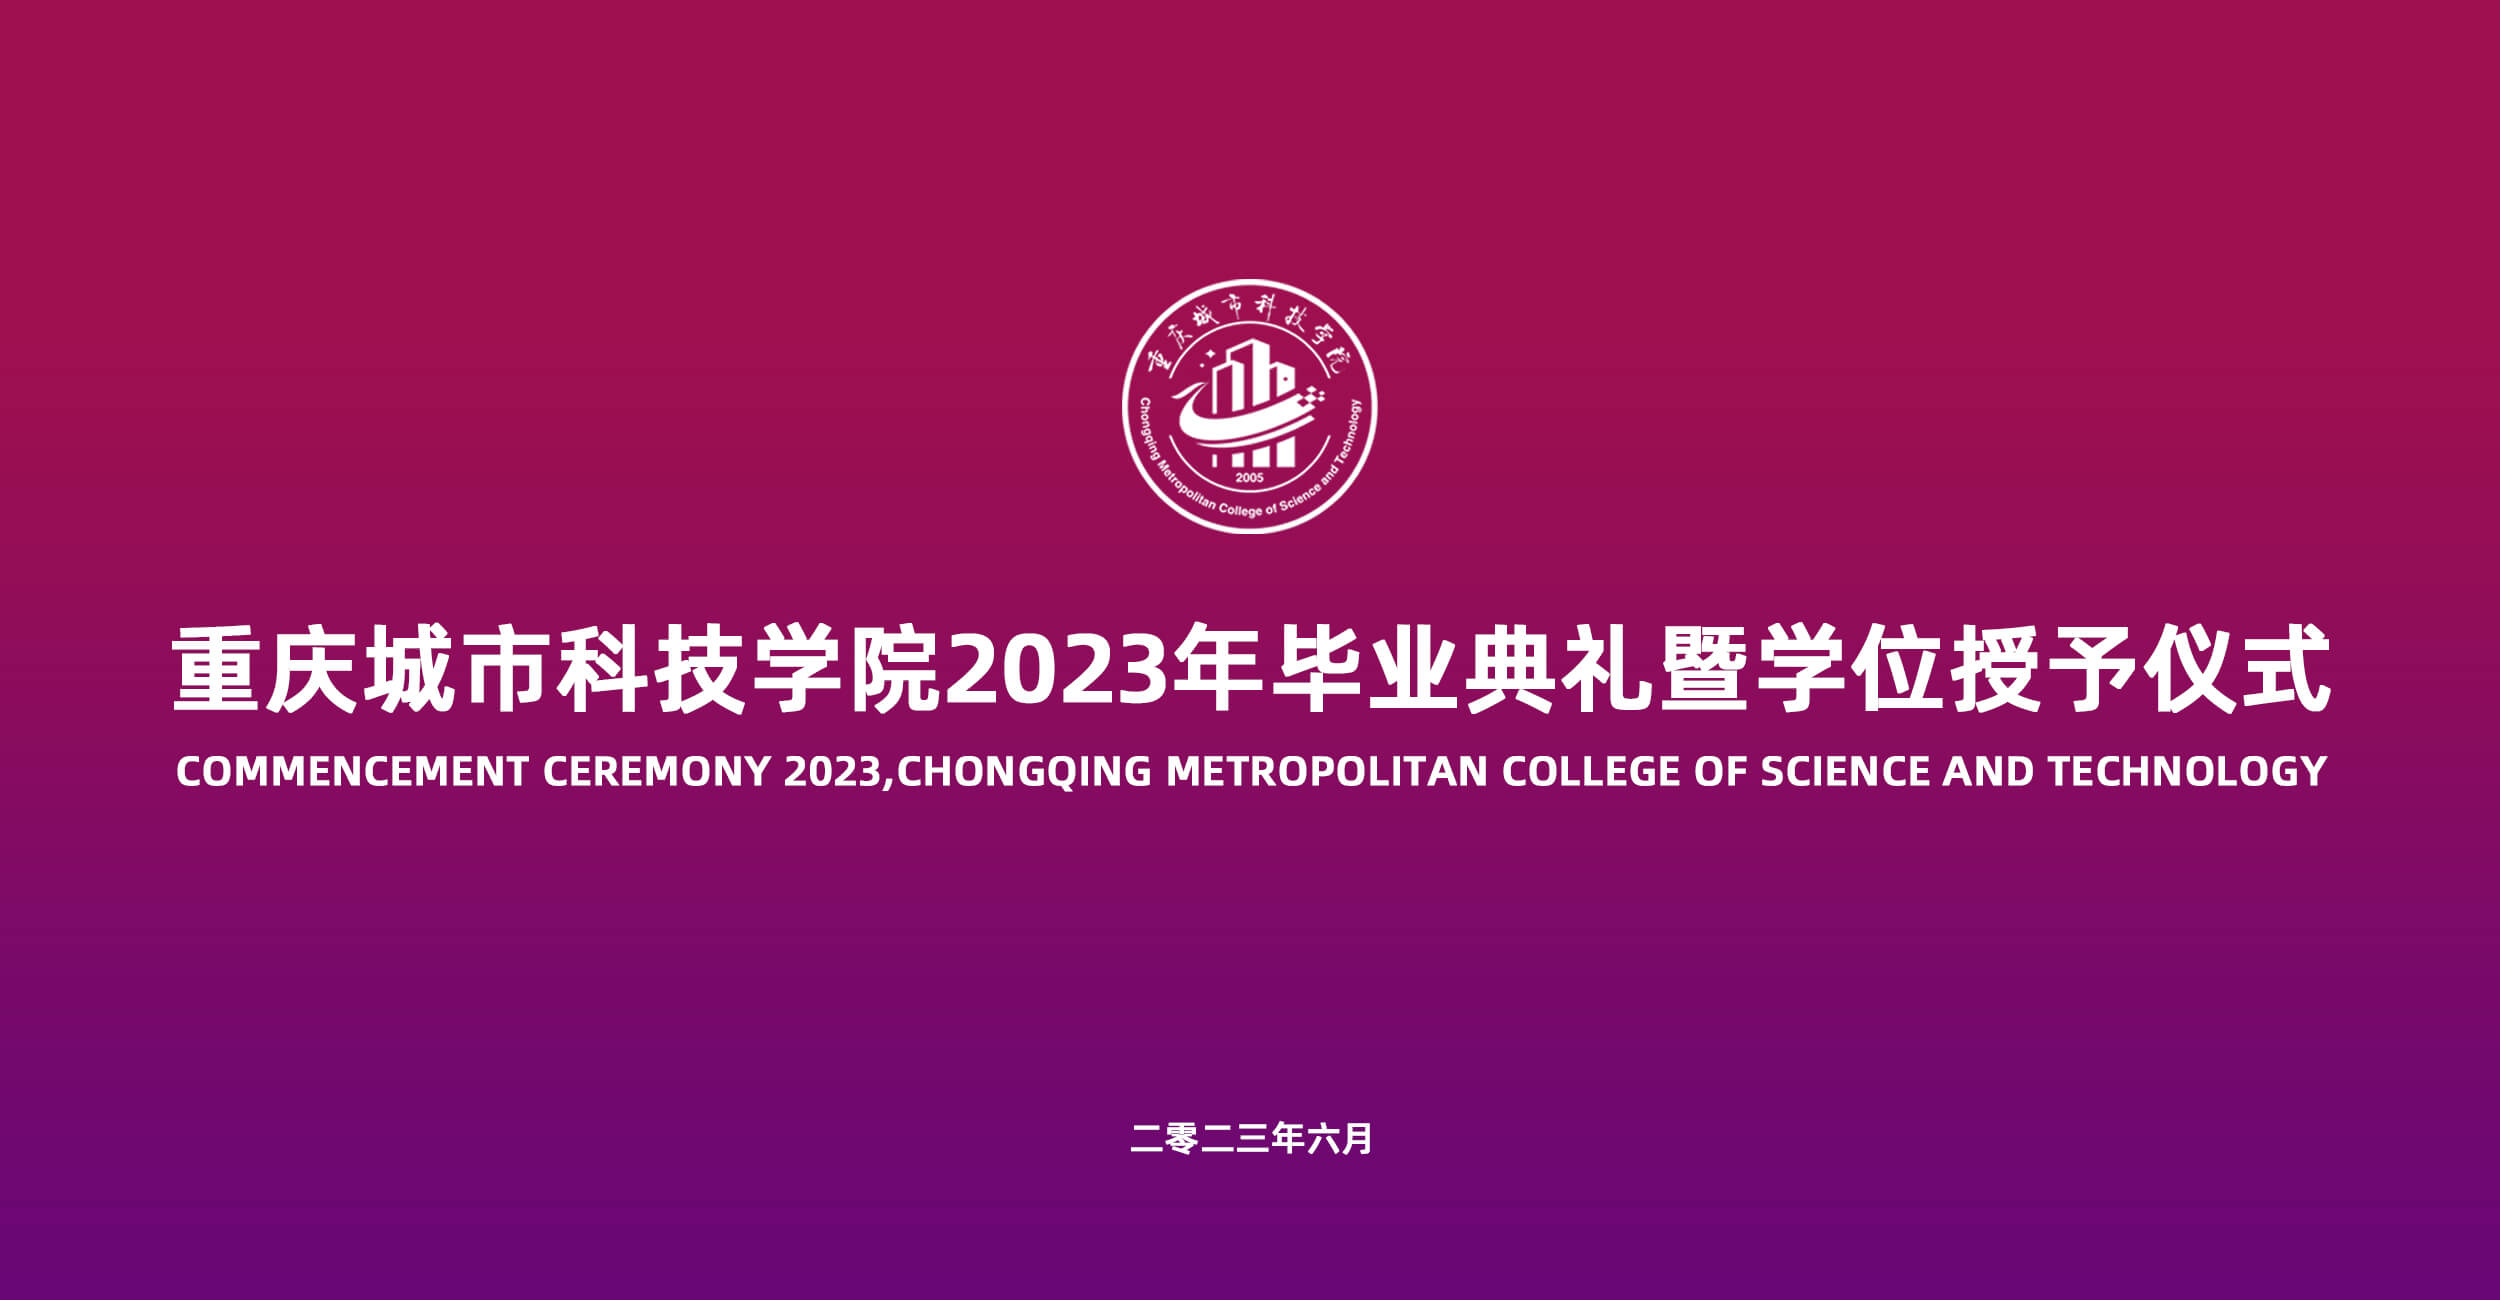 重庆城市科技学院
2005
Chongqing Metropolitan College of Science and Technology
重庆城市科技学院2023年毕业典礼暨学位授予仪式
COMMENCEMENT CEREMONY 2023,CHONGQING METROPOLITAN COLLEGE OF SCIENCE AND TECHNOLOGY
二零二三年六月